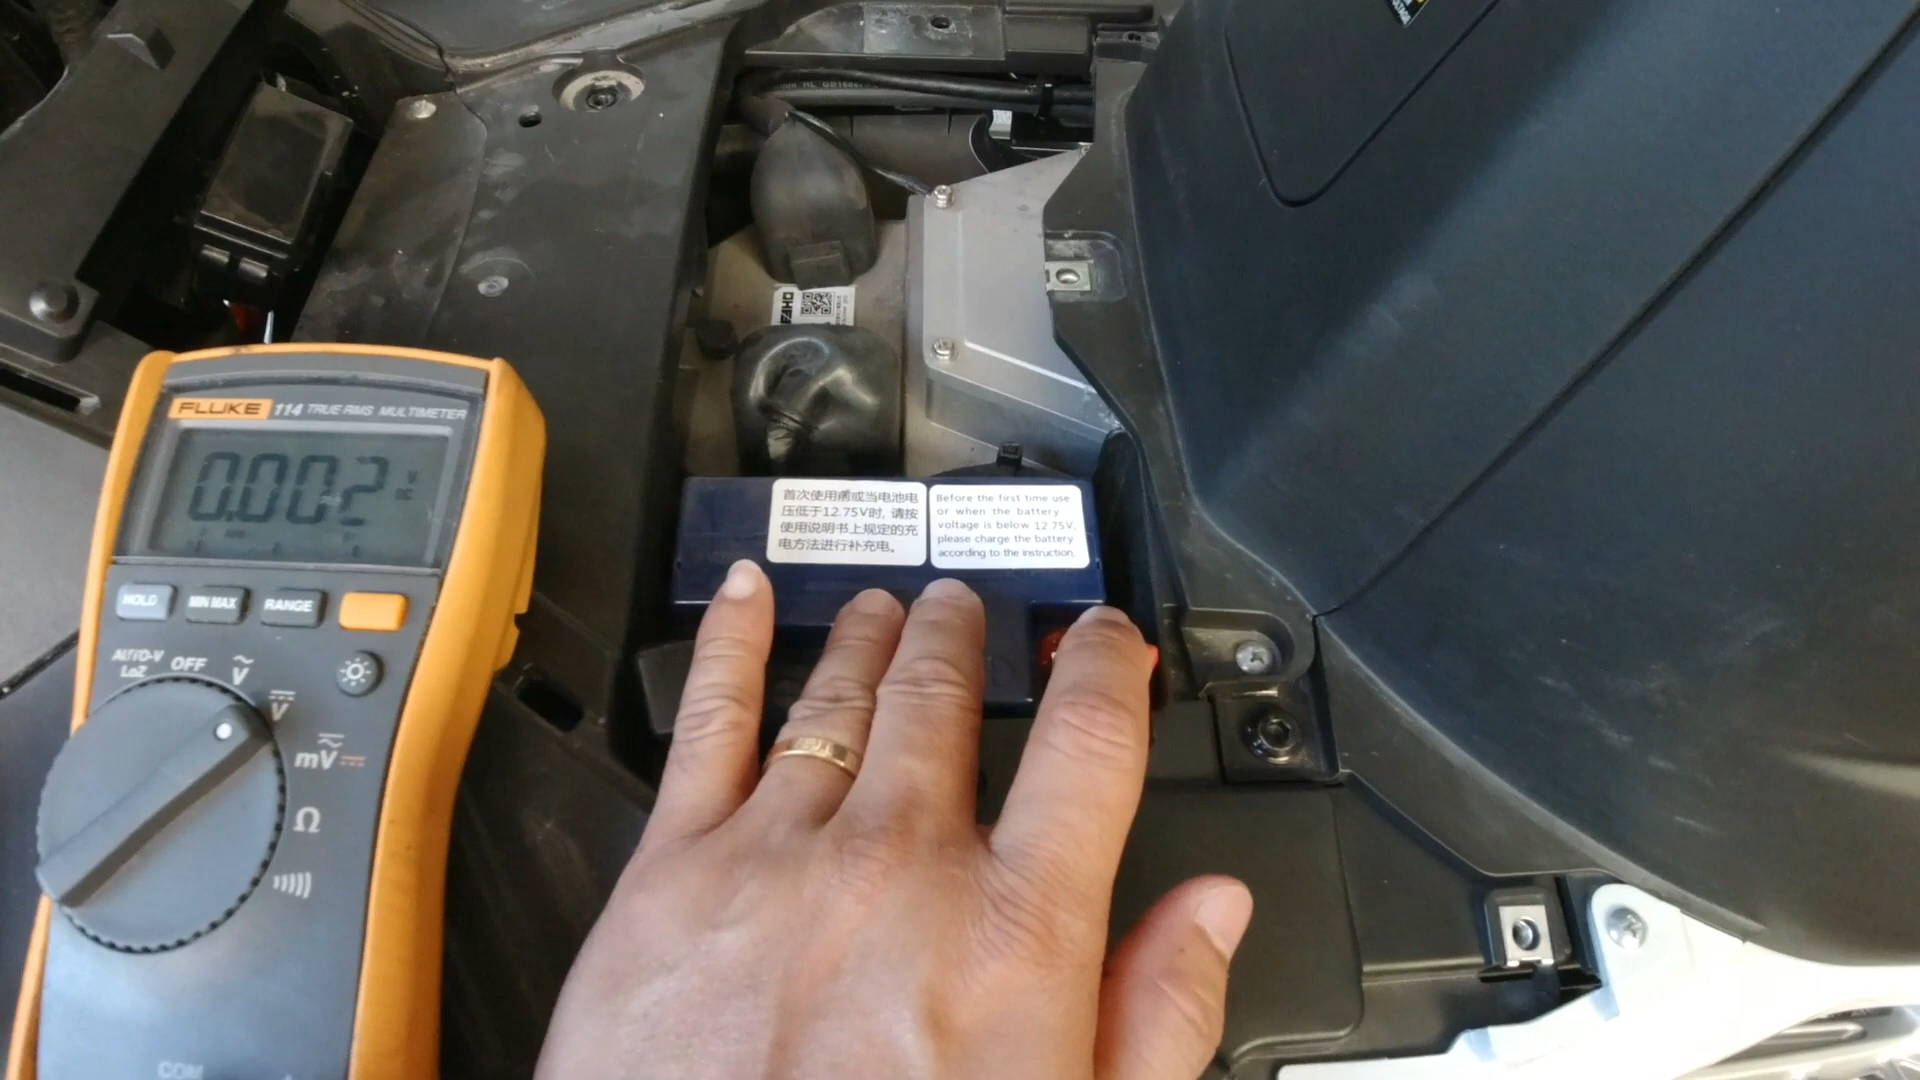 FLUKE 114 TRUE RMS MULTIMETER
0.002 V
DC
HOLD
MIN MAX
RANGE
AUTO-V
LoZ
OFF
V
V
mV
Ω
COM
首次使用前或当电池电
压低于12.75V时, 请按
使用说明书上规定的充
电方法进行补充电。
Before the first time use
or when the battery
voltage is below 12.75V,
please charge the battery
according to the instruction.